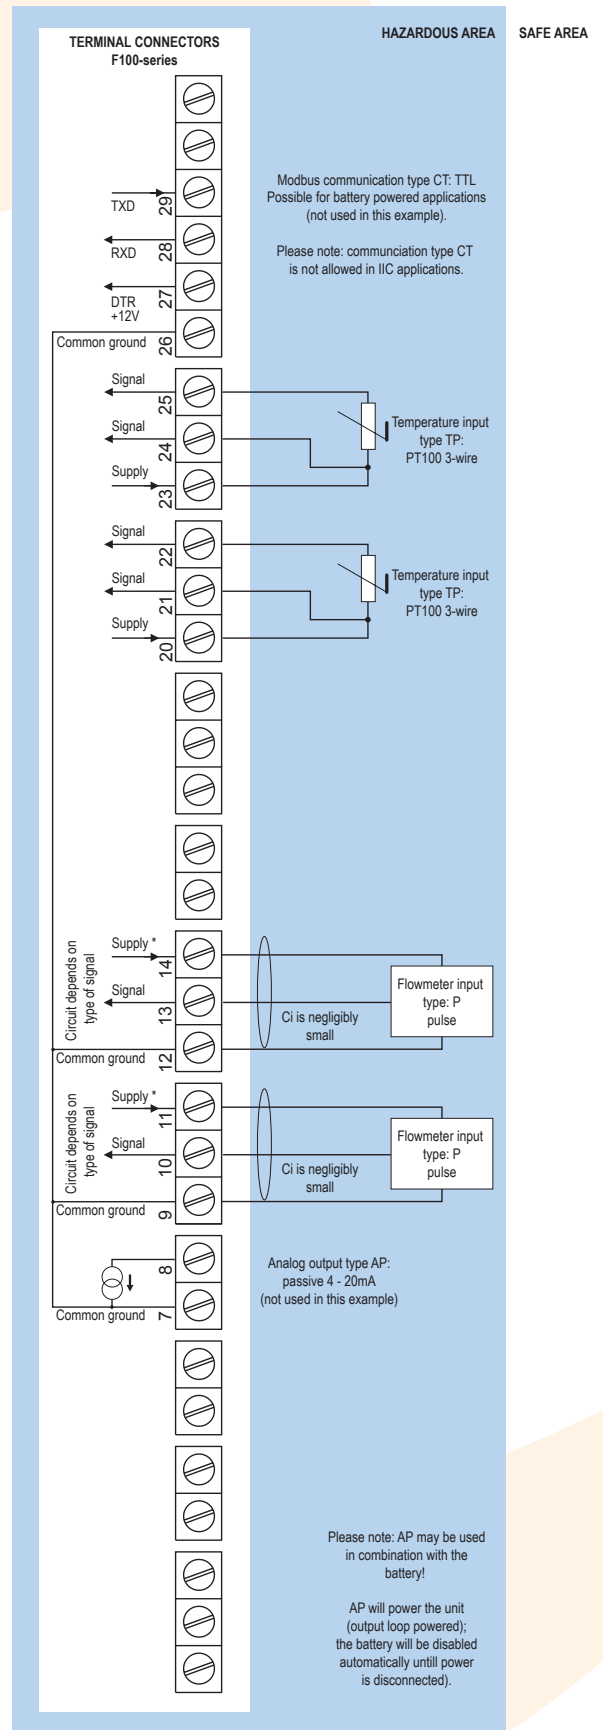 HAZARDOUS AREA
SAFE AREA
TERMINAL CONNECTORS
F100-series
Modbus communication type CT: TTL
Possible for battery powered applications
(not used in this example).
Please note: communciation type CT
is not allowed in IIC applications.
TXD
29
RXD
28
DTR
+12V
27
Common ground
26
Signal
25
Signal
24
Supply
23
Temperature input
type TP:
PT100 3-wire
Signal
22
Signal
21
Supply
20
Temperature input
type TP:
PT100 3-wire
Circuit depends on
type of signal
Supply *
14
Signal
13
Common ground
12
Ci is negligibly
small
Flowmeter input
type: P
pulse
Circuit depends on
type of signal
Supply *
11
Signal
10
Common ground
9
Ci is negligibly
small
Flowmeter input
type: P
pulse
8
Common ground
7
Analog output type AP:
passive 4 - 20mA
(not used in this example)
Please note: AP may be used
in combination with the
battery!
AP will power the unit
(output loop powered);
the battery will be disabled
automatically untill power
is disconnected).